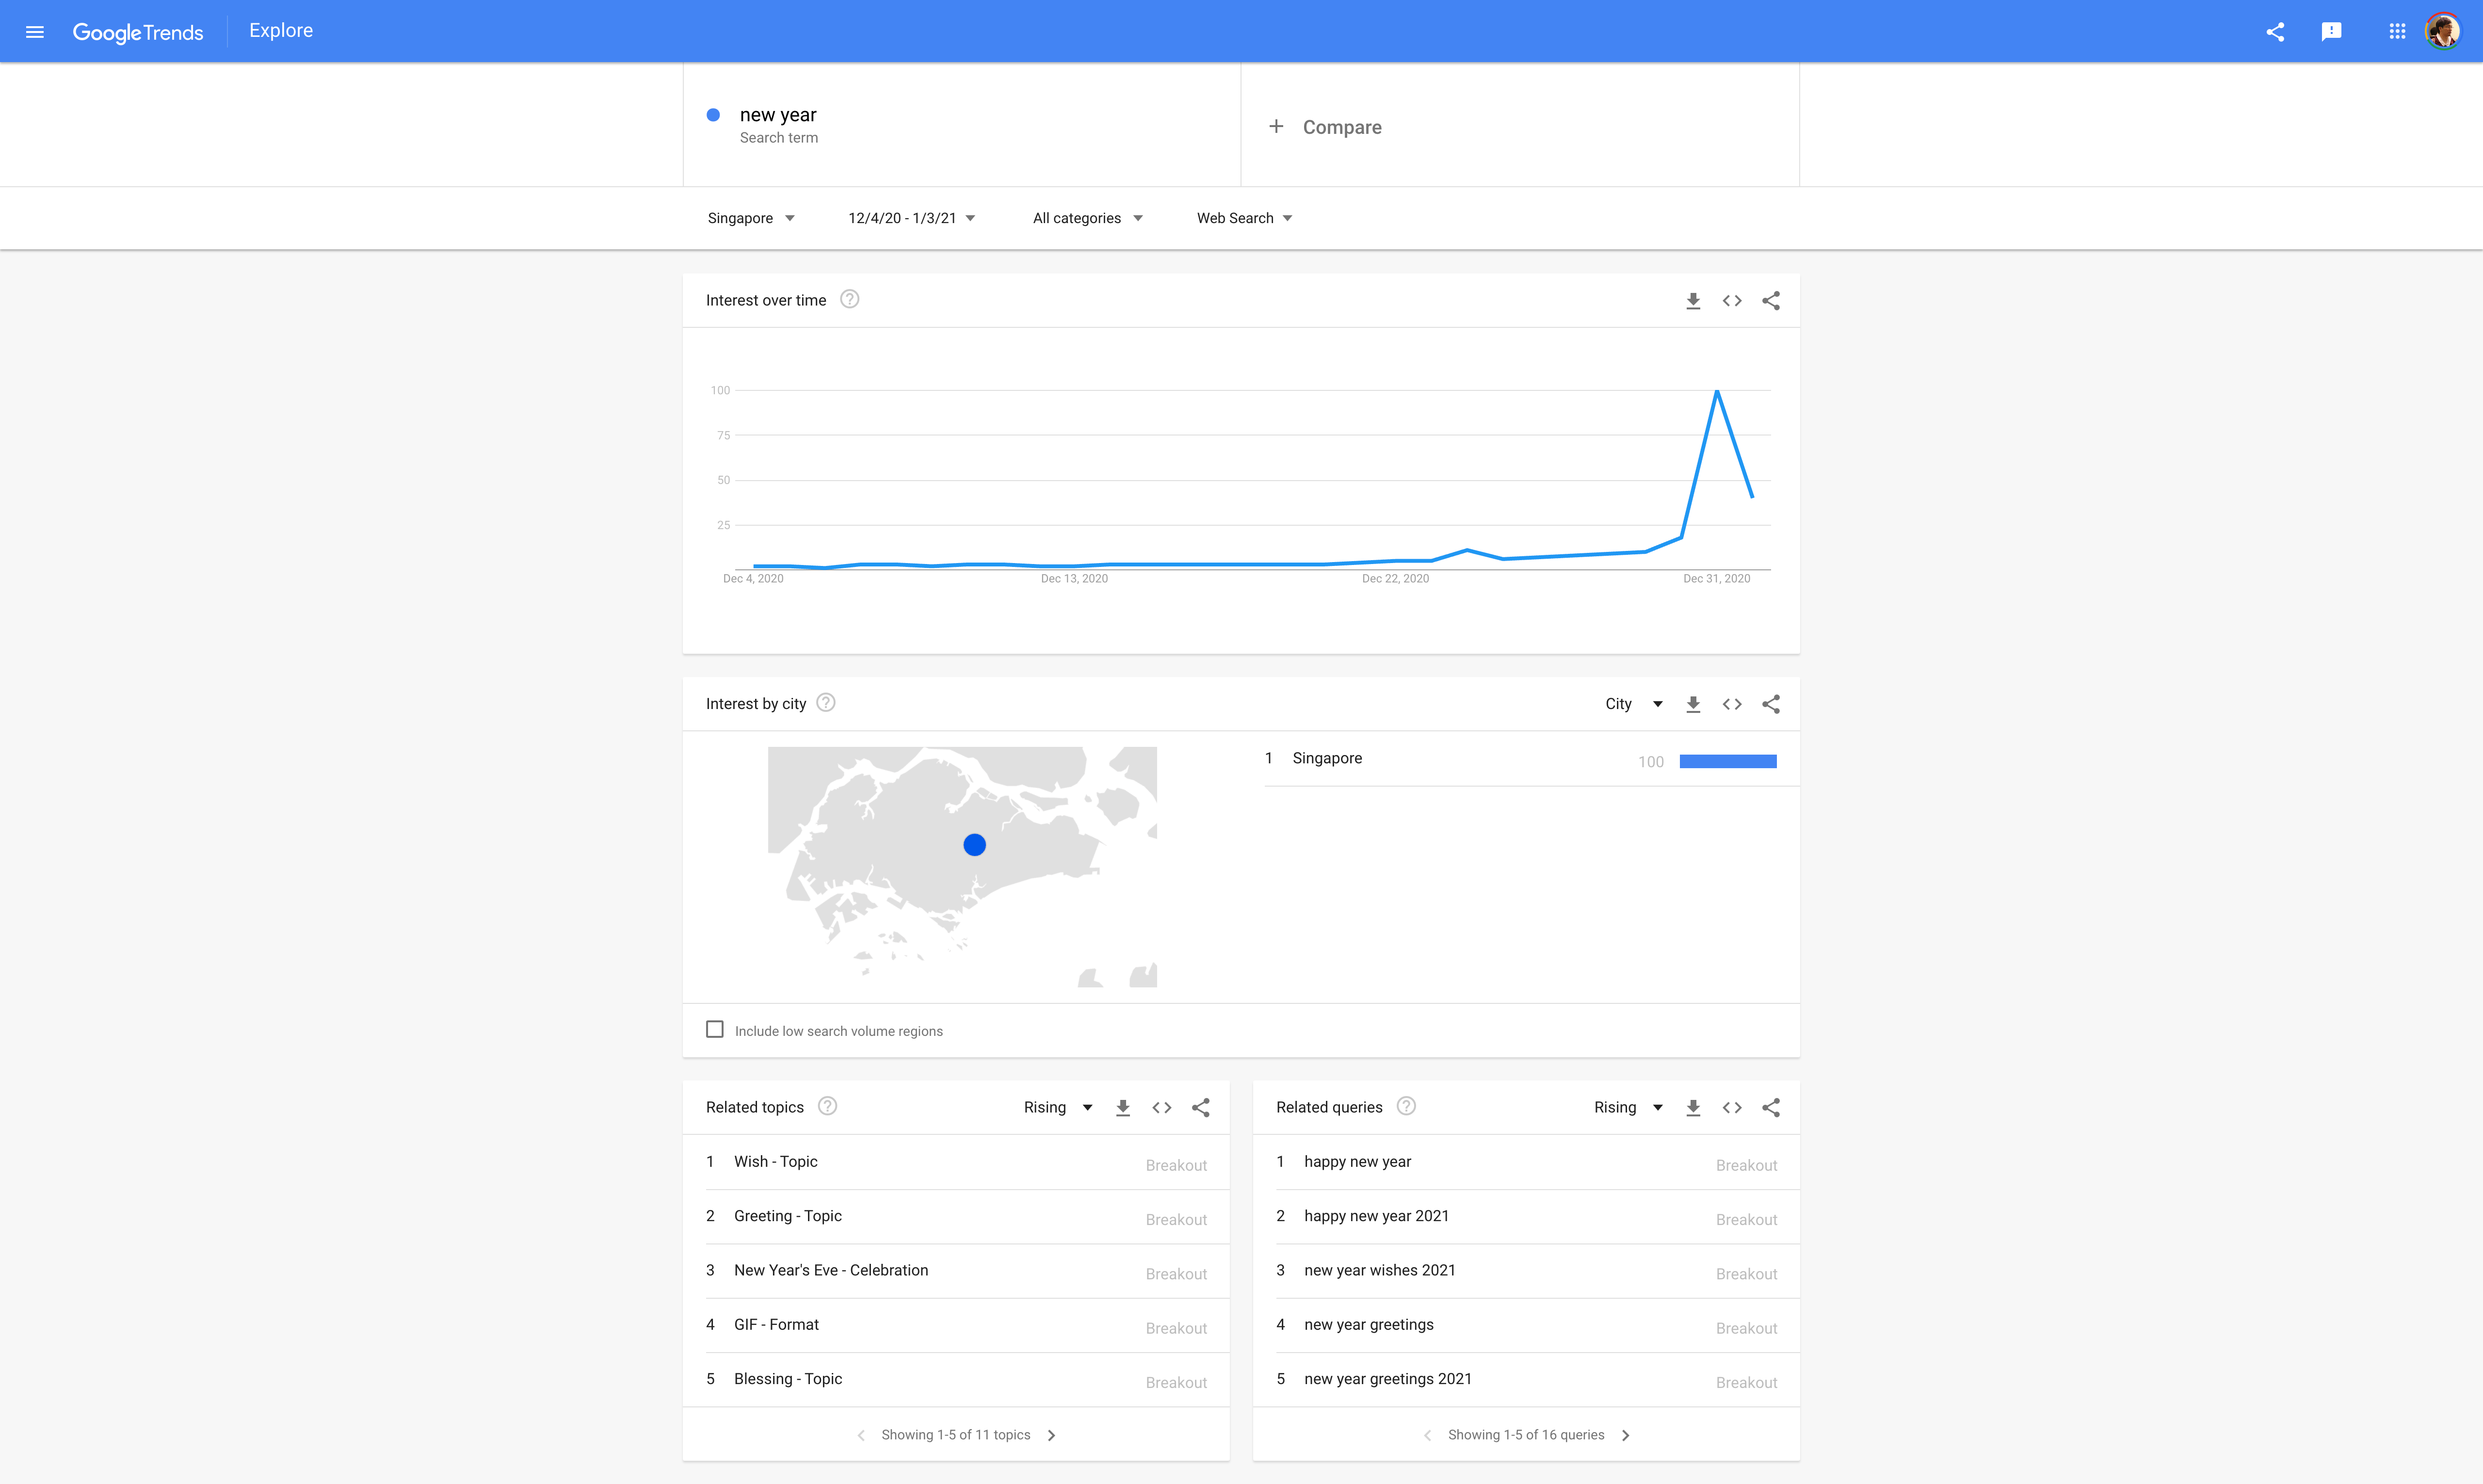 GoogleTrends
Explore
new year
Search term
+ Compare
Singapore
12/4/20 - 1/3/21
All categories
Web Search
Interest over time
100
75
50
25
Dec 4, 2020
Dec 13, 2020
Dec 22, 2020
Dec 31, 2020
Interest by city
City
1 Singapore 100
Include low search volume regions
Related topics
Rising
1 Wish - Topic Breakout
2 Greeting - Topic Breakout
3 New Year's Eve - Celebration Breakout
4 GIF - Format Breakout
5 Blessing - Topic Breakout
Showing 1-5 of 11 topics
Related queries
Rising
1 happy new year Breakout
2 happy new year 2021 Breakout
3 new year wishes 2021 Breakout
4 new year greetings Breakout
5 new year greetings 2021 Breakout
Showing 1-5 of 16 queries